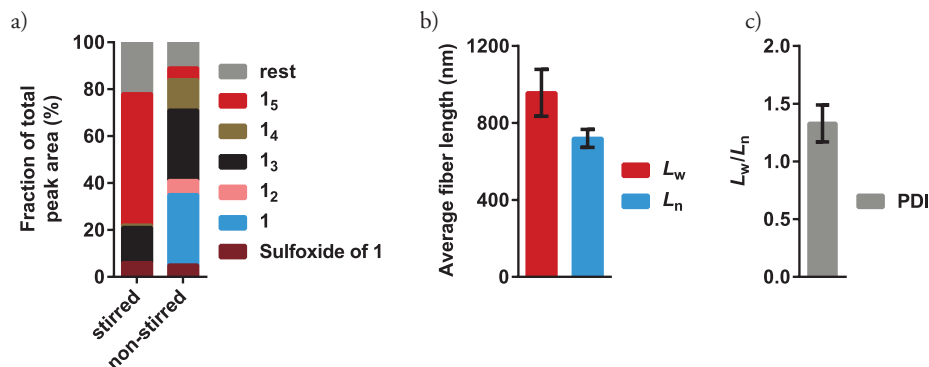 a)
100
80
60
40
20
0
Fraction of total
peak area (%)
stirred
non-stirred
rest
1₅
1₄
1₃
1₂
1
Sulfoxide of 1
b)
1200
800
400
0
Average fiber length (nm)
Lw
Ln
c)
2.0
1.5
1.0
0.5
0.0
Lw/Ln
PDI